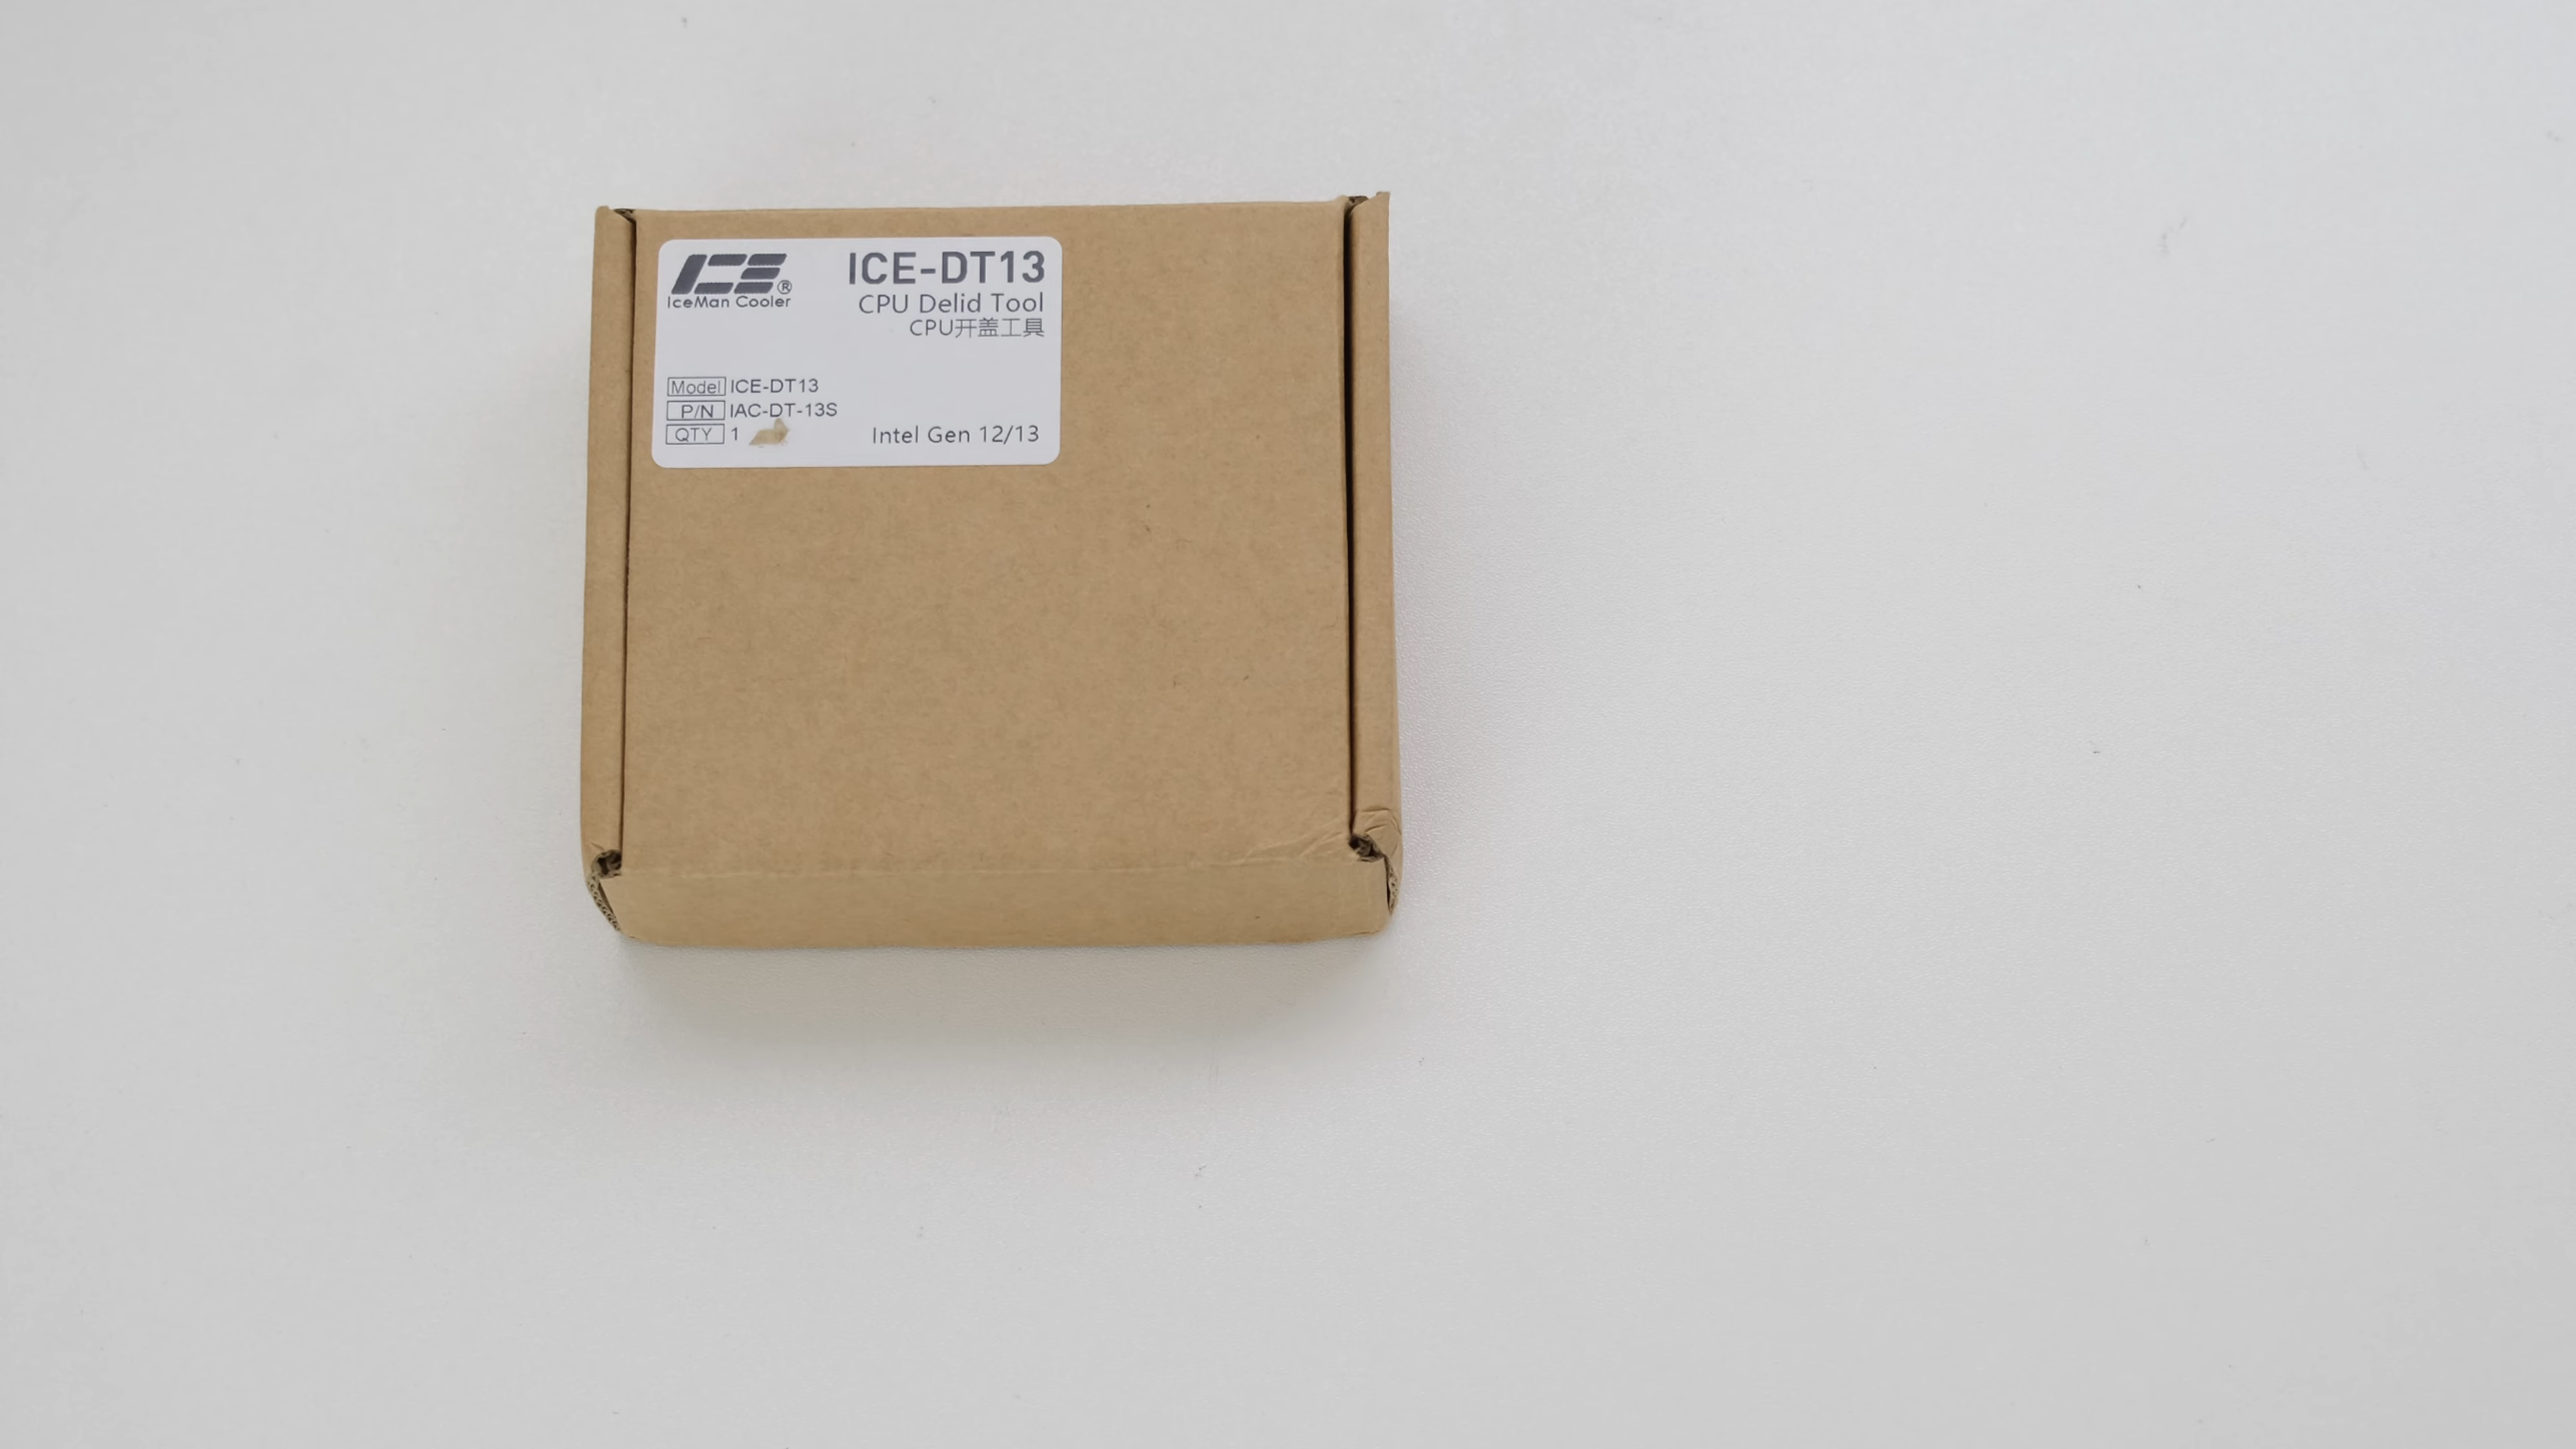 ICE®
IceMan Cooler
ICE-DT13
CPU Delid Tool
CPU开盖工具
Model ICE-DT13
P/N IAC-DT-13S
QTY 1
Intel Gen 12/13